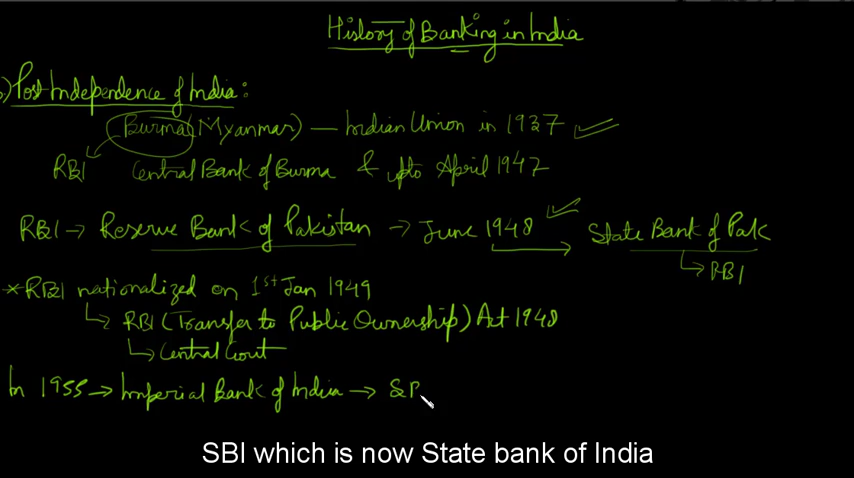 History of Banking in India
Post Independence of India:
Burma (Myanmar) — Indian Union in 1937
RBI Central Bank of Burma & upto April 1947
RBI → Reserve Bank of Pakistan → June 1948 → State Bank of Pak
↳ RBI
*RBI nationalized on 1st Jan 1949
↳ RBI (Transfer to Public Ownership) Act 1948
↳ Central Govt
In 1955 → Imperial Bank of India → SB
SBI which is now State bank of India